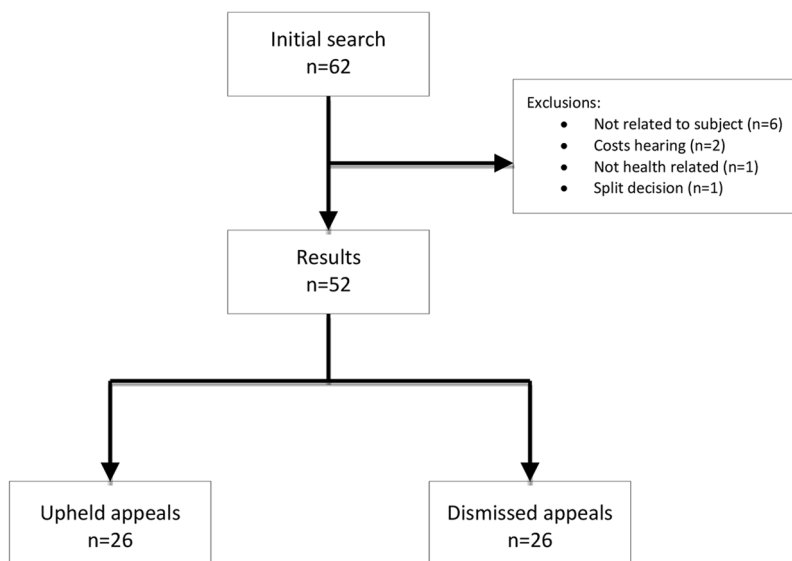 Initial search
n=62
Exclusions:
• Not related to subject (n=6)
• Costs hearing (n=2)
• Not health related (n=1)
• Split decision (n=1)
Results
n=52
Upheld appeals
n=26
Dismissed appeals
n=26